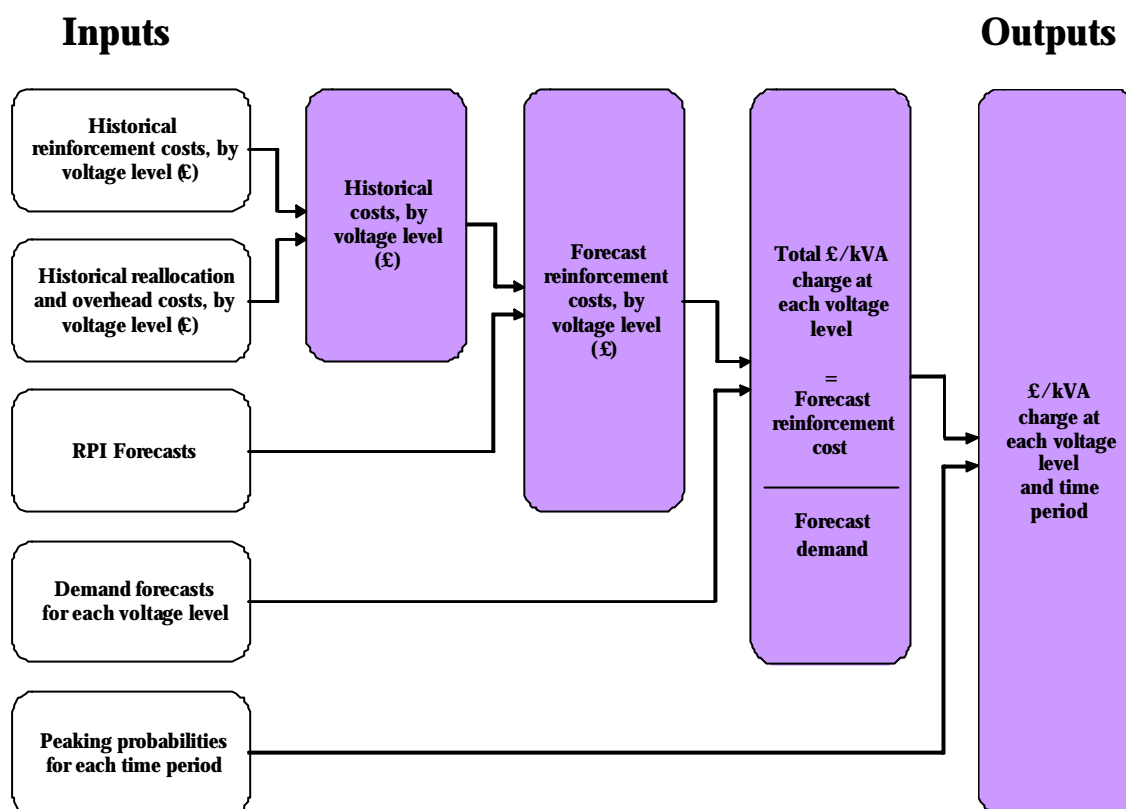 Inputs
Outputs
Historical
reinforcement costs, by
voltage level (£)
Historical reallocation
and overhead costs, by
voltage level (£)
RPI Forecasts
Demand forecasts
for each voltage level
Peaking probabilities
for each time period
Historical
costs, by
voltage level
(£)
Forecast
reinforcement
costs, by
voltage level
(£)
Total £/kVA
charge at
each voltage
level
=
Forecast
reinforcement
cost
Forecast
demand
£/kVA
charge at
each voltage
level
and time
period